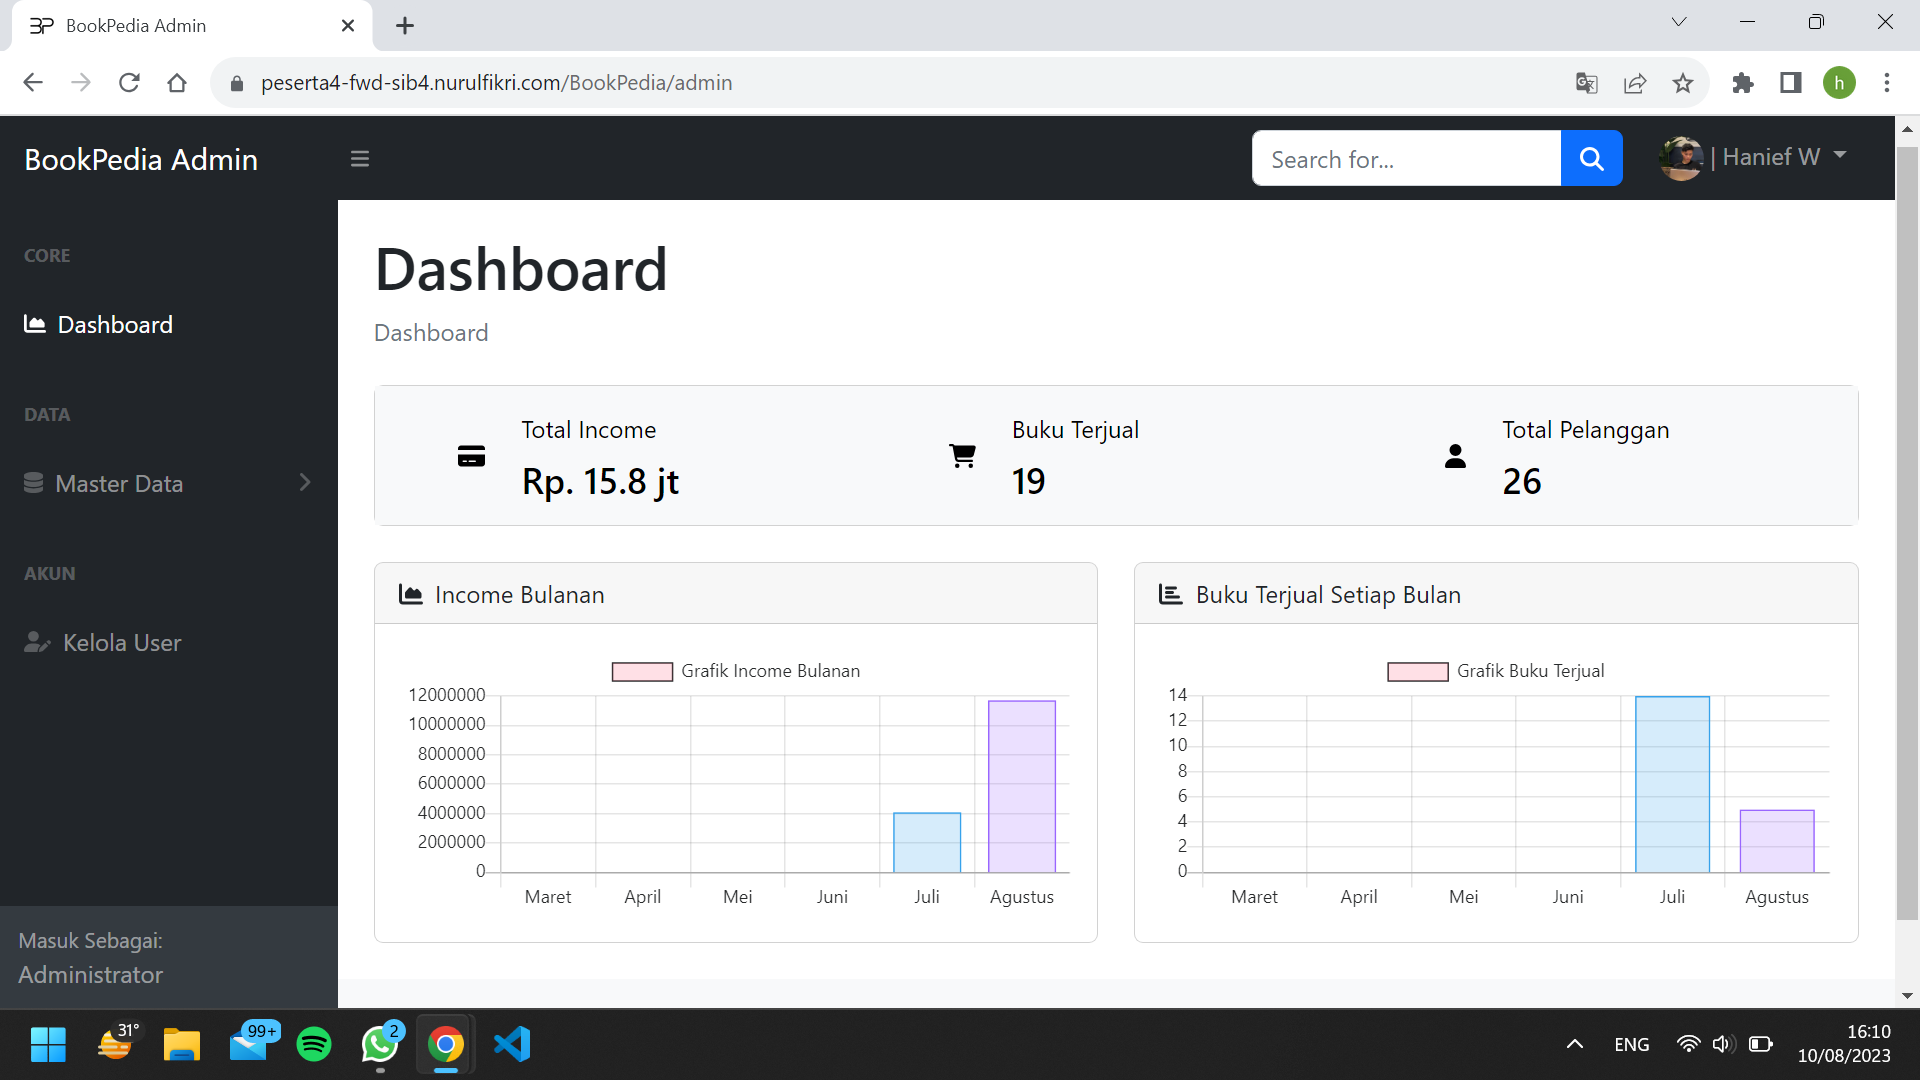 BookPedia Admin
peserta4-fwd-sib4.nurulfikri.com/BookPedia/admin
h
BookPedia Admin
Search for...
| Hanief W
CORE
Dashboard
DATA
Master Data
AKUN
Kelola User
Masuk Sebagai:
Administrator
Dashboard
Dashboard
Total Income
Rp. 15.8 jt
Buku Terjual
19
Total Pelanggan
26
Income Bulanan
Grafik Income Bulanan
12000000
10000000
8000000
6000000
4000000
2000000
0
Maret April Mei Juni Juli Agustus
Buku Terjual Setiap Bulan
Grafik Buku Terjual
14
12
10
8
6
4
2
0
Maret April Mei Juni Juli Agustus
31°
99+
2
ENG
16:10
10/08/2023